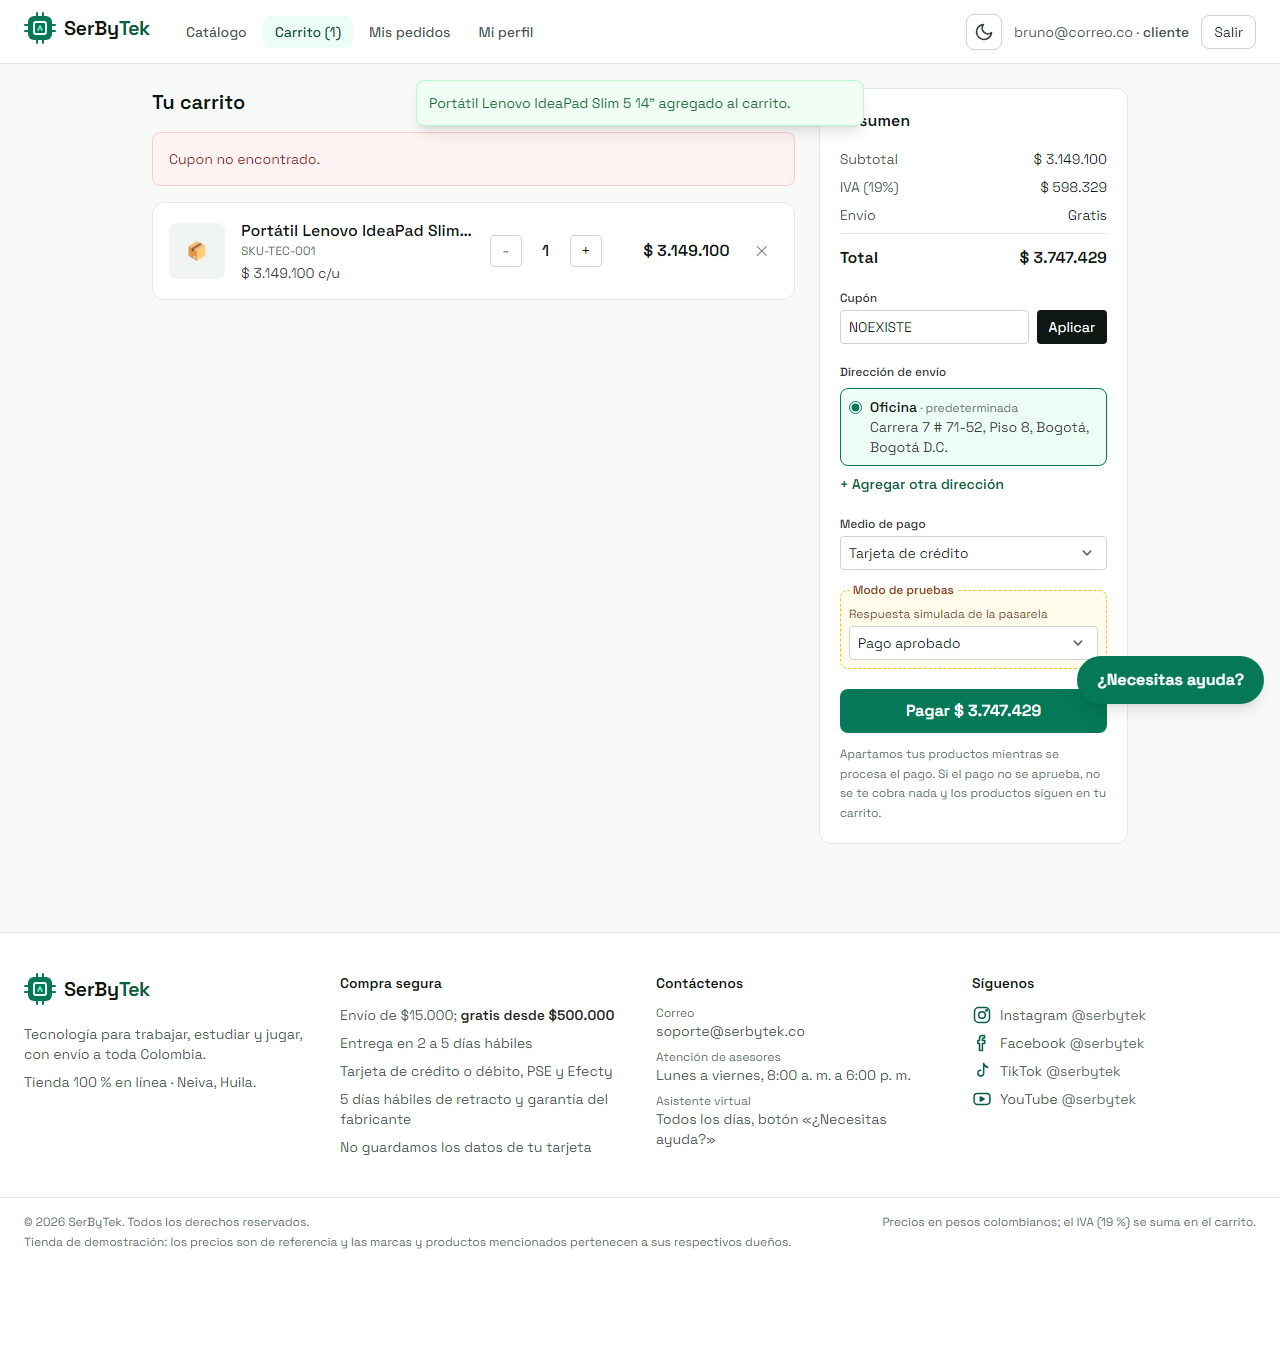 SerByTek
Catálogo
Carrito (1)
Mis pedidos
Mi perfil
bruno@correo.co · cliente
Salir
Portátil Lenovo IdeaPad Slim 5 14” agregado al carrito.
Tu carrito
Cupon no encontrado.
Portátil Lenovo IdeaPad Slim...
SKU-TEC-001
$ 3.149.100 c/u
-
1
+
$ 3.149.100
sumen
Subtotal $ 3.149.100
IVA (19%) $ 598.329
Envío Gratis
Total $ 3.747.429
Cupón
NOEXISTE
Aplicar
Dirección de envío
Oficina · predeterminada
Carrera 7 # 71-52, Piso 8, Bogotá,
Bogotá D.C.
+ Agregar otra dirección
Medio de pago
Tarjeta de crédito
Modo de pruebas
Respuesta simulada de la pasarela
Pago aprobado
¿Necesitas ayuda?
Pagar $ 3.747.429
Apartamos tus productos mientras se
procesa el pago. Si el pago no se aprueba, no
se te cobra nada y los productos siguen en tu
carrito.
SerByTek
Tecnología para trabajar, estudiar y jugar,
con envío a toda Colombia.
Tienda 100 % en línea · Neiva, Huila.
Compra segura
Envío de $15.000; gratis desde $500.000
Entrega en 2 a 5 días hábiles
Tarjeta de crédito o débito, PSE y Efecty
5 días hábiles de retracto y garantía del
fabricante
No guardamos los datos de tu tarjeta
Contáctenos
Correo
soporte@serbytek.co
Atención de asesores
Lunes a viernes, 8:00 a. m. a 6:00 p. m.
Asistente virtual
Todos los días, botón «¿Necesitas
ayuda?»
Síguenos
Instagram @serbytek
Facebook @serbytek
TikTok @serbytek
YouTube @serbytek
© 2026 SerByTek. Todos los derechos reservados.
Precios en pesos colombianos; el IVA (19 %) se suma en el carrito.
Tienda de demostración: los precios son de referencia y las marcas y productos mencionados pertenecen a sus respectivos dueños.